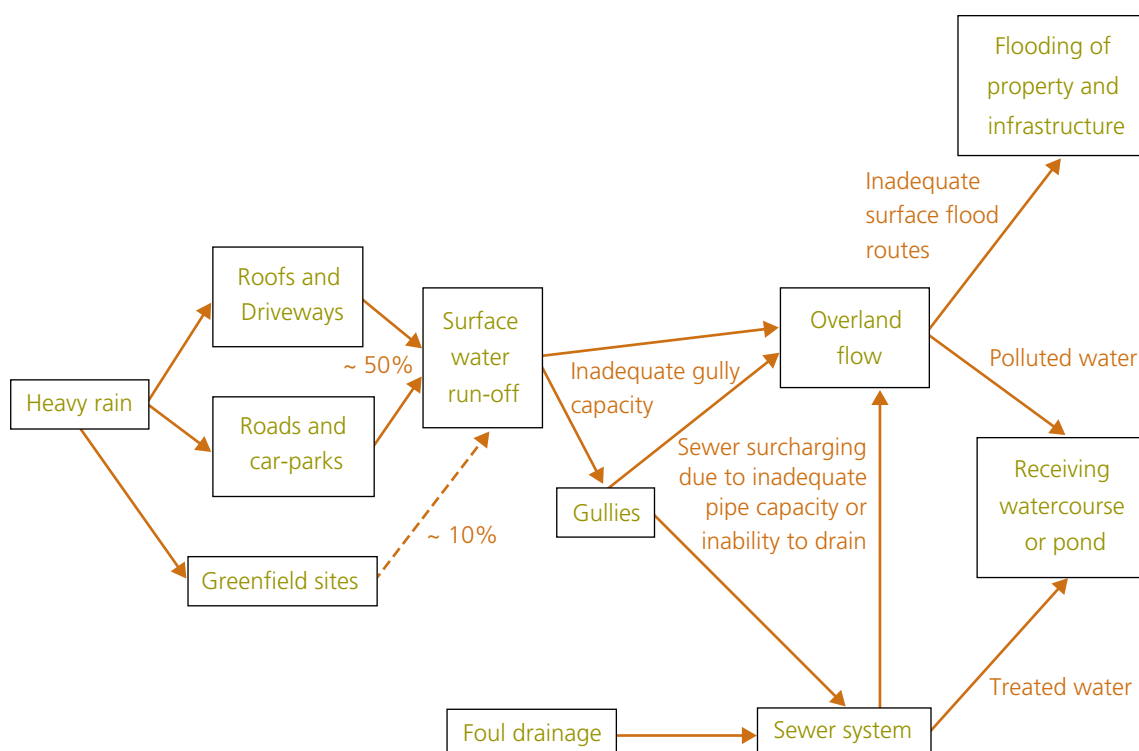 Flooding of
property and
infrastructure
Inadequate
surface flood
routes
Roofs and
Driveways
Surface
water
run-off
Overland
flow
~ 50%
Inadequate gully
capacity
Polluted water
Heavy rain
Roads and
car-parks
Sewer surcharging
due to inadequate
pipe capacity or
inability to drain
Receiving
watercourse
or pond
Gullies
~ 10%
Greenfield sites
Treated water
Foul drainage
Sewer system